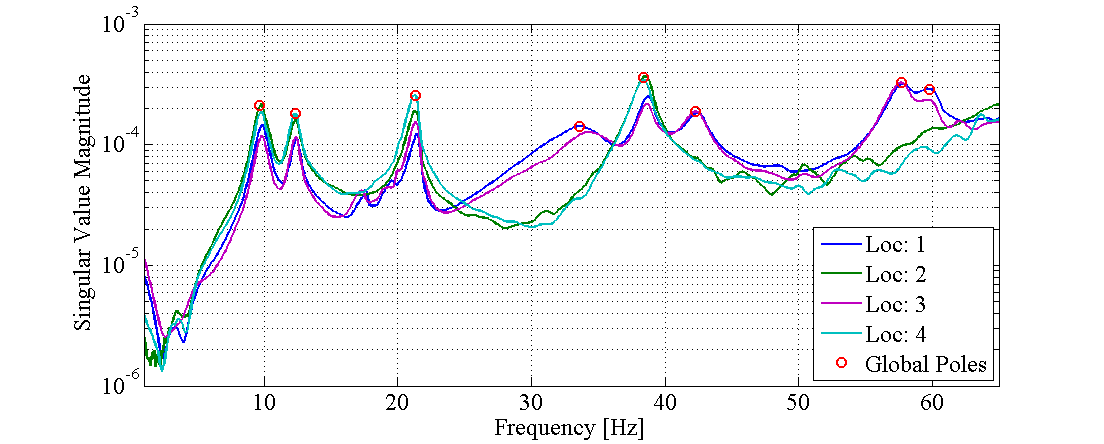 10^-3
10^-4
10^-5
10^-6
Singular Value Magnitude
10 20 30 40 50 60
Frequency [Hz]
Loc: 1
Loc: 2
Loc: 3
Loc: 4
Global Poles